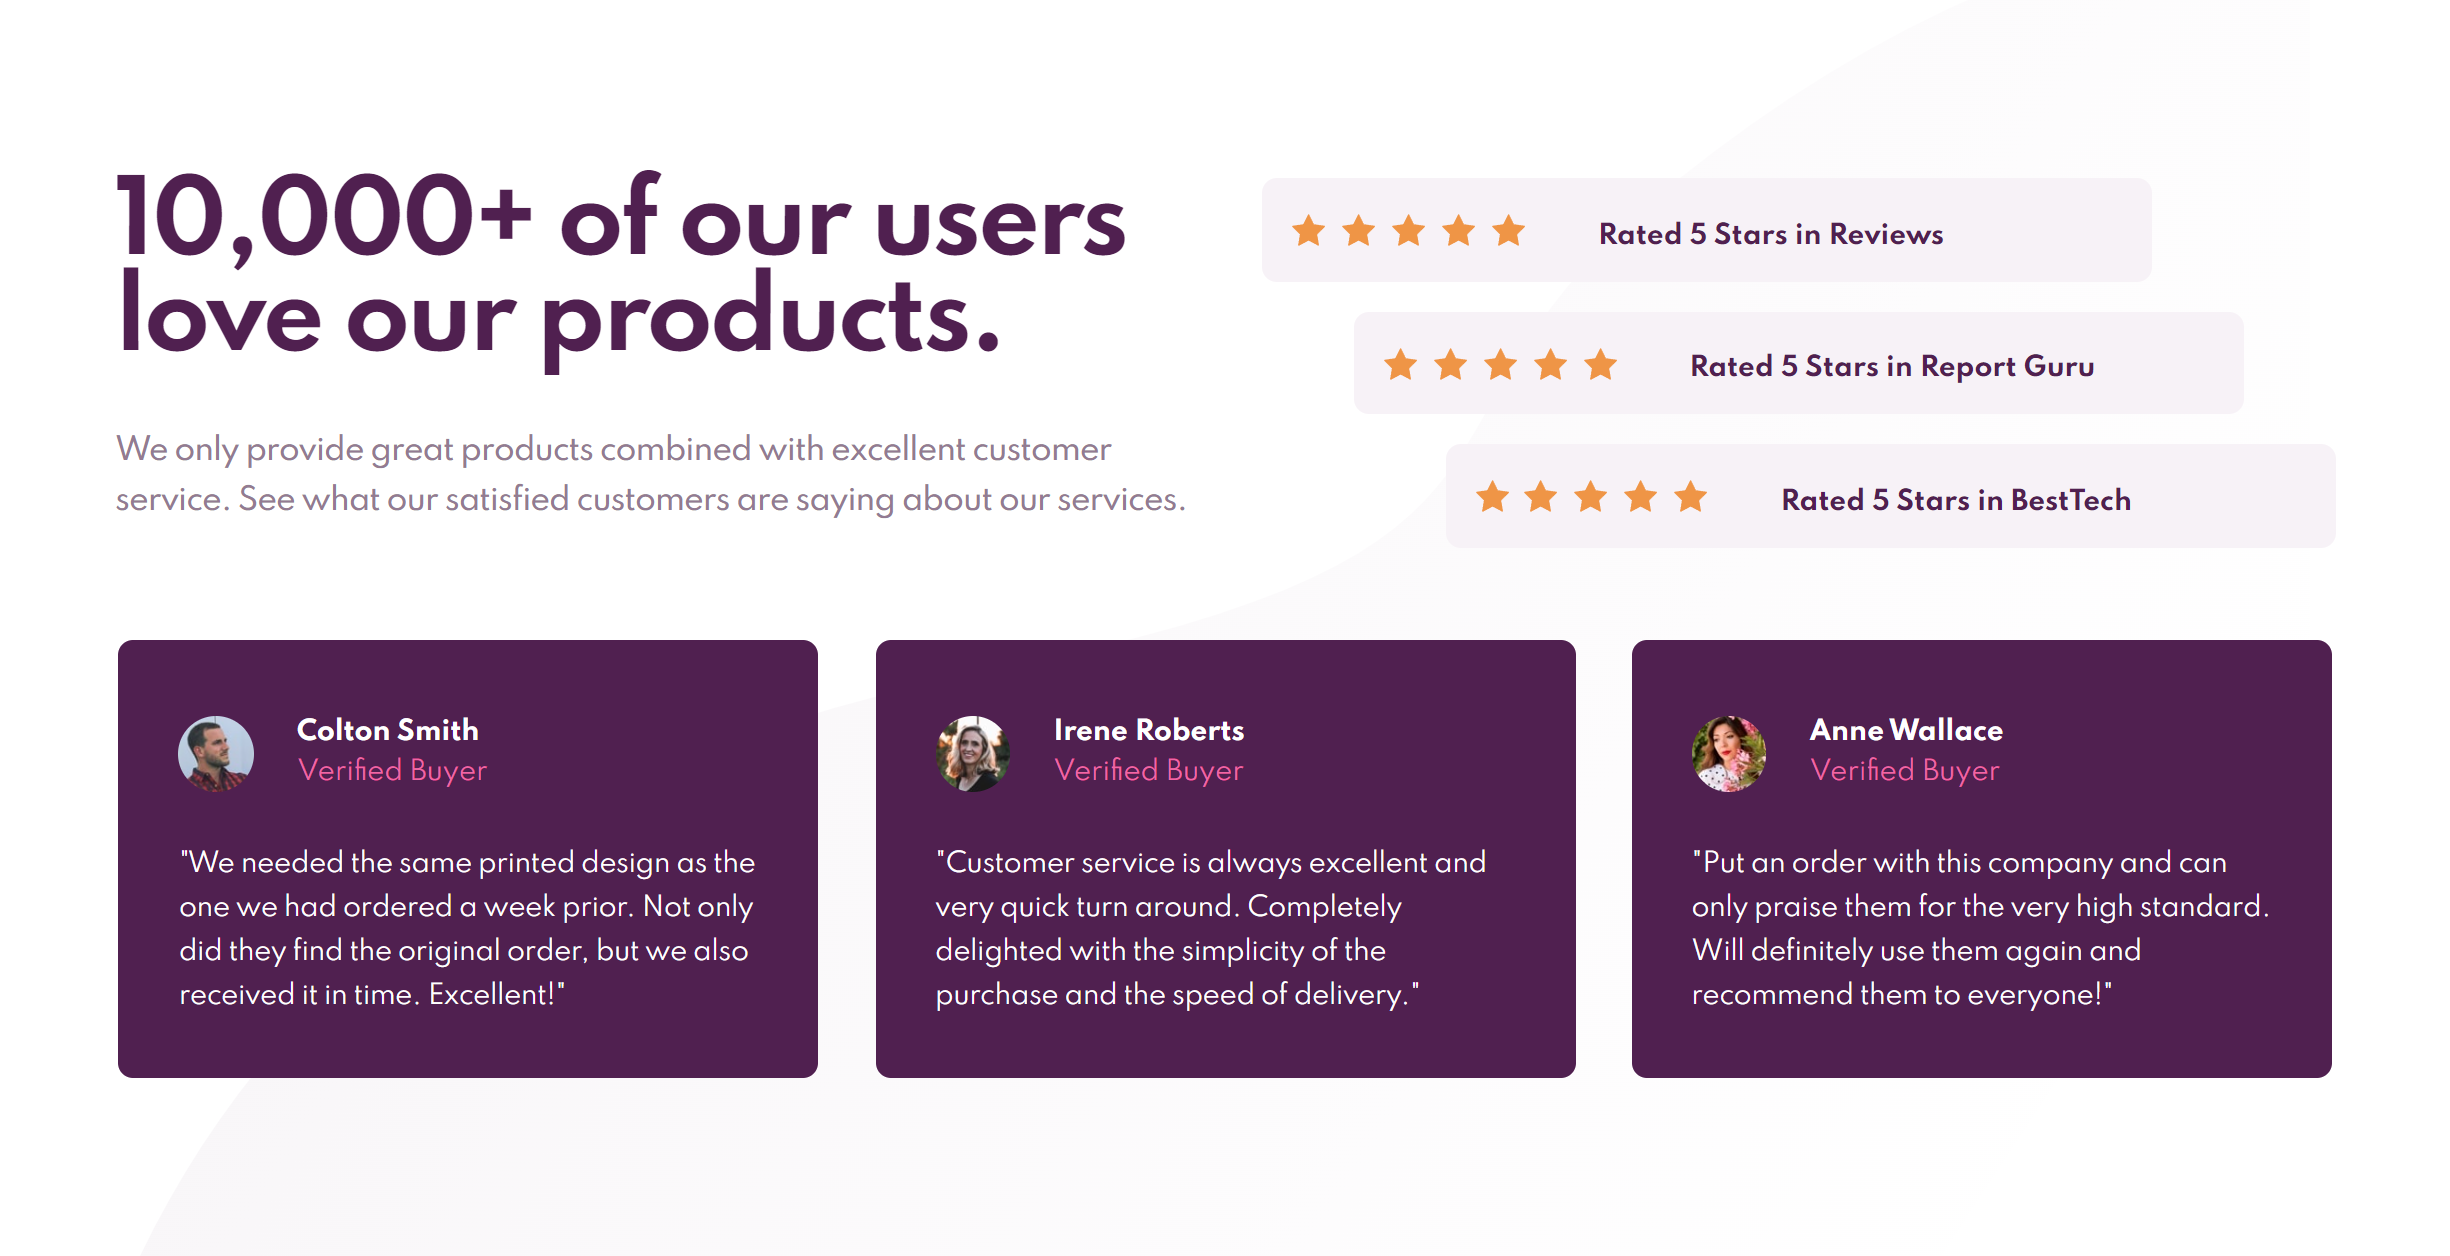 10,000+ of our users
love our products.
We only provide great products combined with excellent customer
service. See what our satisfied customers are saying about our services.
Rated 5 Stars in Reviews
Rated 5 Stars in Report Guru
Rated 5 Stars in BestTech
Colton Smith
Verified Buyer
"We needed the same printed design as the
one we had ordered a week prior. Not only
did they find the original order, but we also
received it in time. Excellent!"
Irene Roberts
Verified Buyer
"Customer service is always excellent and
very quick turn around. Completely
delighted with the simplicity of the
purchase and the speed of delivery."
Anne Wallace
Verified Buyer
"Put an order with this company and can
only praise them for the very high standard.
Will definitely use them again and
recommend them to everyone!"